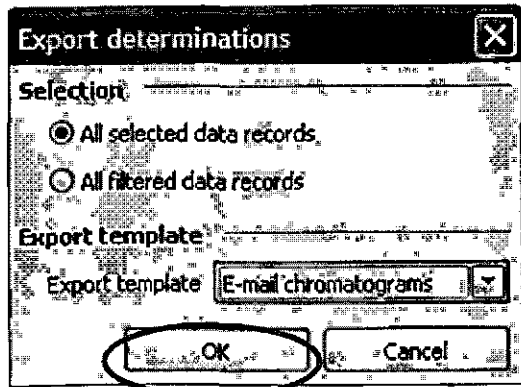 Export determinations
Selection
All selected data records
All filtered data records
Export template
Export template E-mail chromatograms
OK Cancel